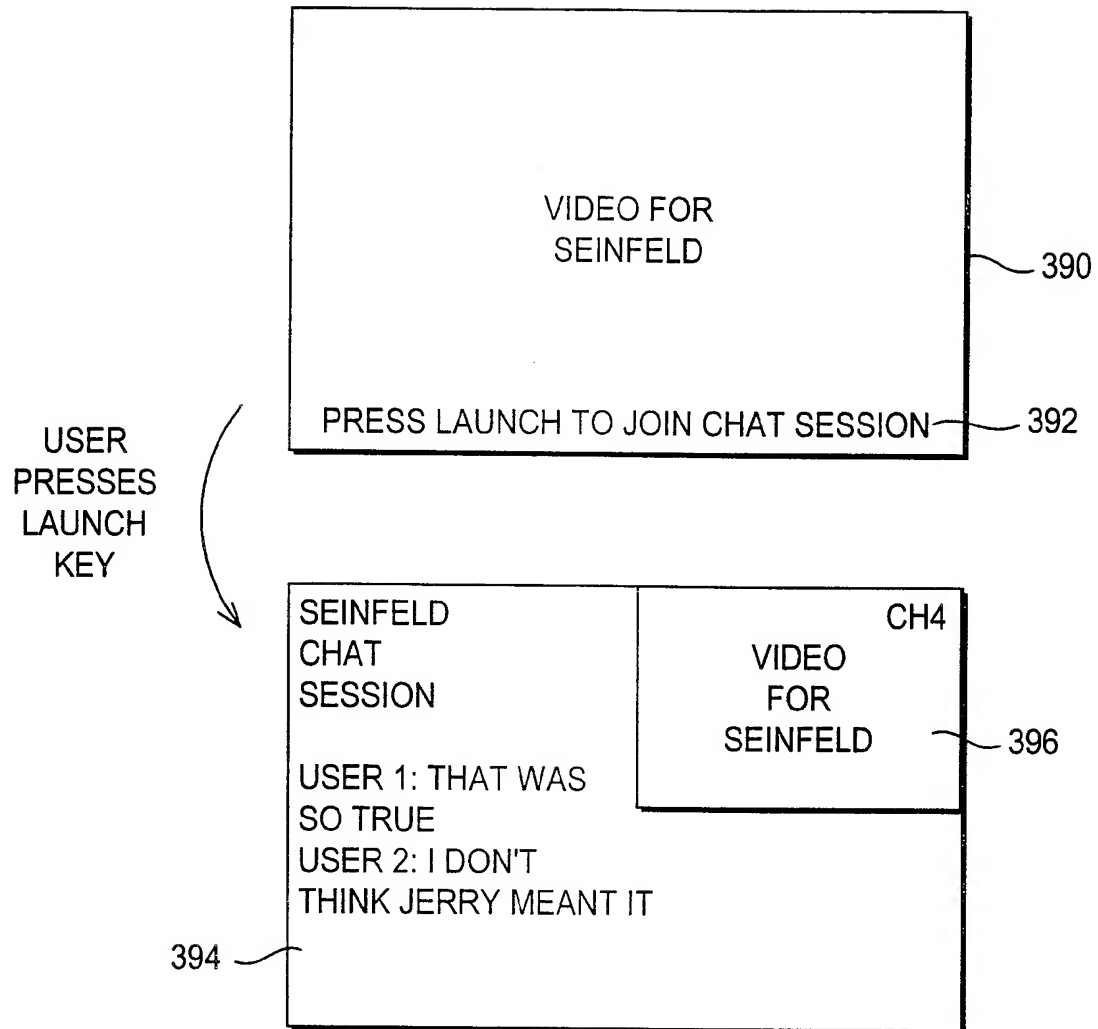 VIDEO FOR
SEINFELD
390
PRESS LAUNCH TO JOIN CHAT SESSION
392
USER
PRESSES
LAUNCH
KEY
SEINFELD
CHAT
SESSION
CH4
VIDEO
FOR
SEINFELD
396
USER 1: THAT WAS
SO TRUE
USER 2: I DON'T
THINK JERRY MEANT IT
394